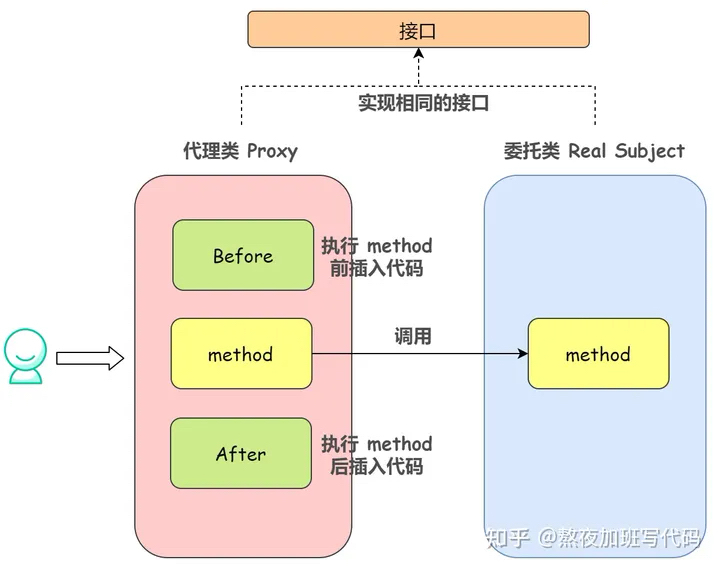 接口
实现相同的接口
代理类 Proxy
委托类 Real Subject
Before
执行 method
前插入代码
method
调用
method
After
执行 method
后插入代码
知乎 @熬夜加班写代码